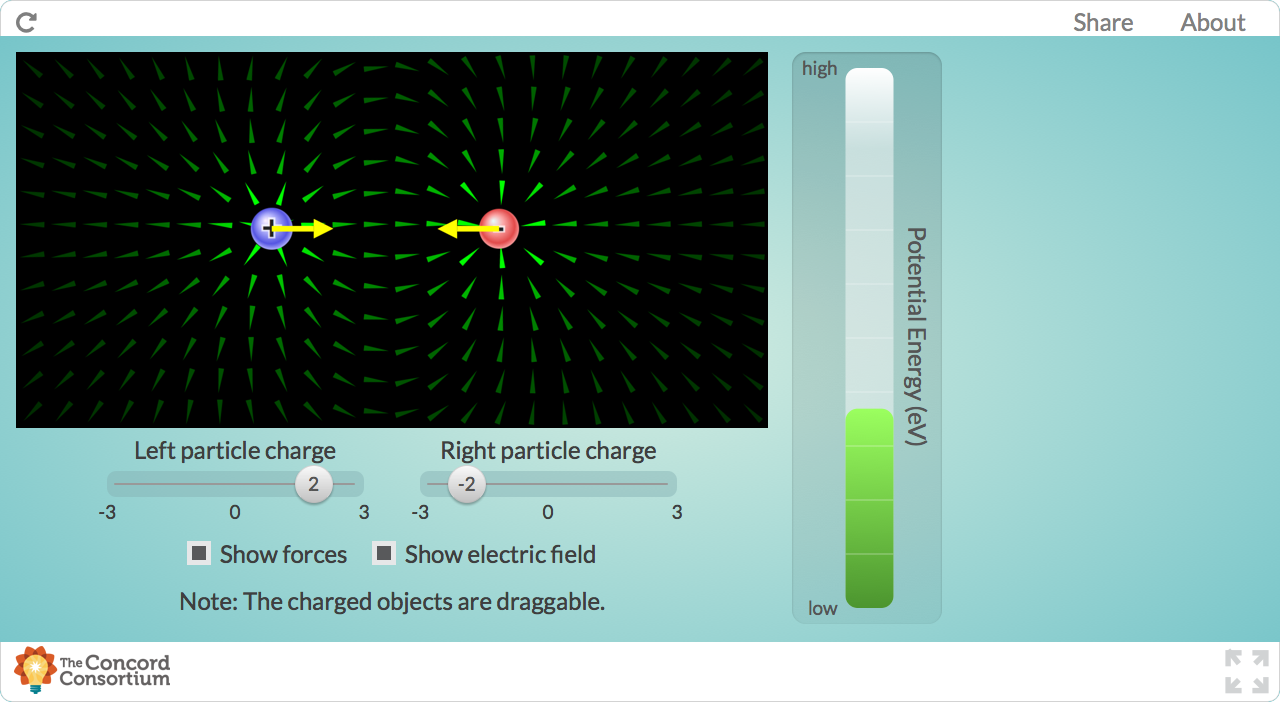 Share About
high
Potential Energy (eV)
low
+
-
Left particle charge
2
-3 0 3
Right particle charge
-2
-3 0 3
Show forces
Show electric field
Note: The charged objects are draggable.
The Concord
Consortium